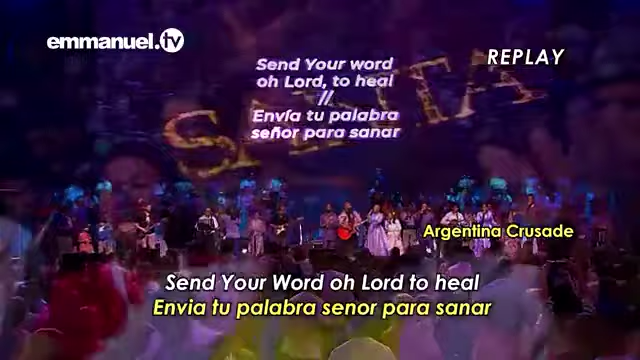 emmanuel.tv
REPLAY
Send Your word
oh Lord, to heal
//
Envía tu palabra
señor para sanar
SANTA
Argentina Crusade
Send Your Word oh Lord to heal
Envia tu palabra senor para sanar